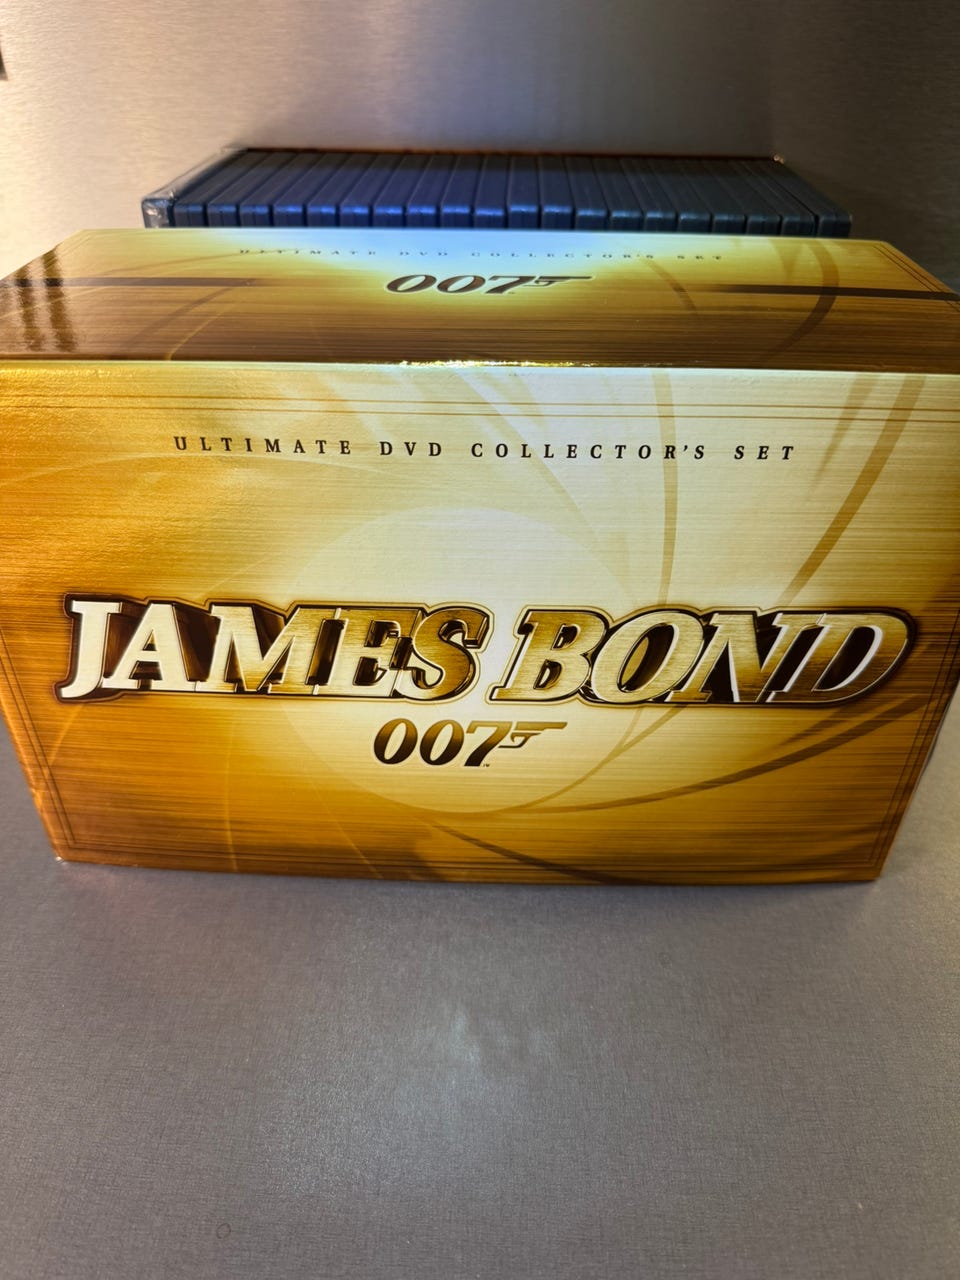 ULTIMATE DVD COLLECTOR'S SET
007
ULTIMATE DVD COLLECTOR'S SET
JAMES BOND
007